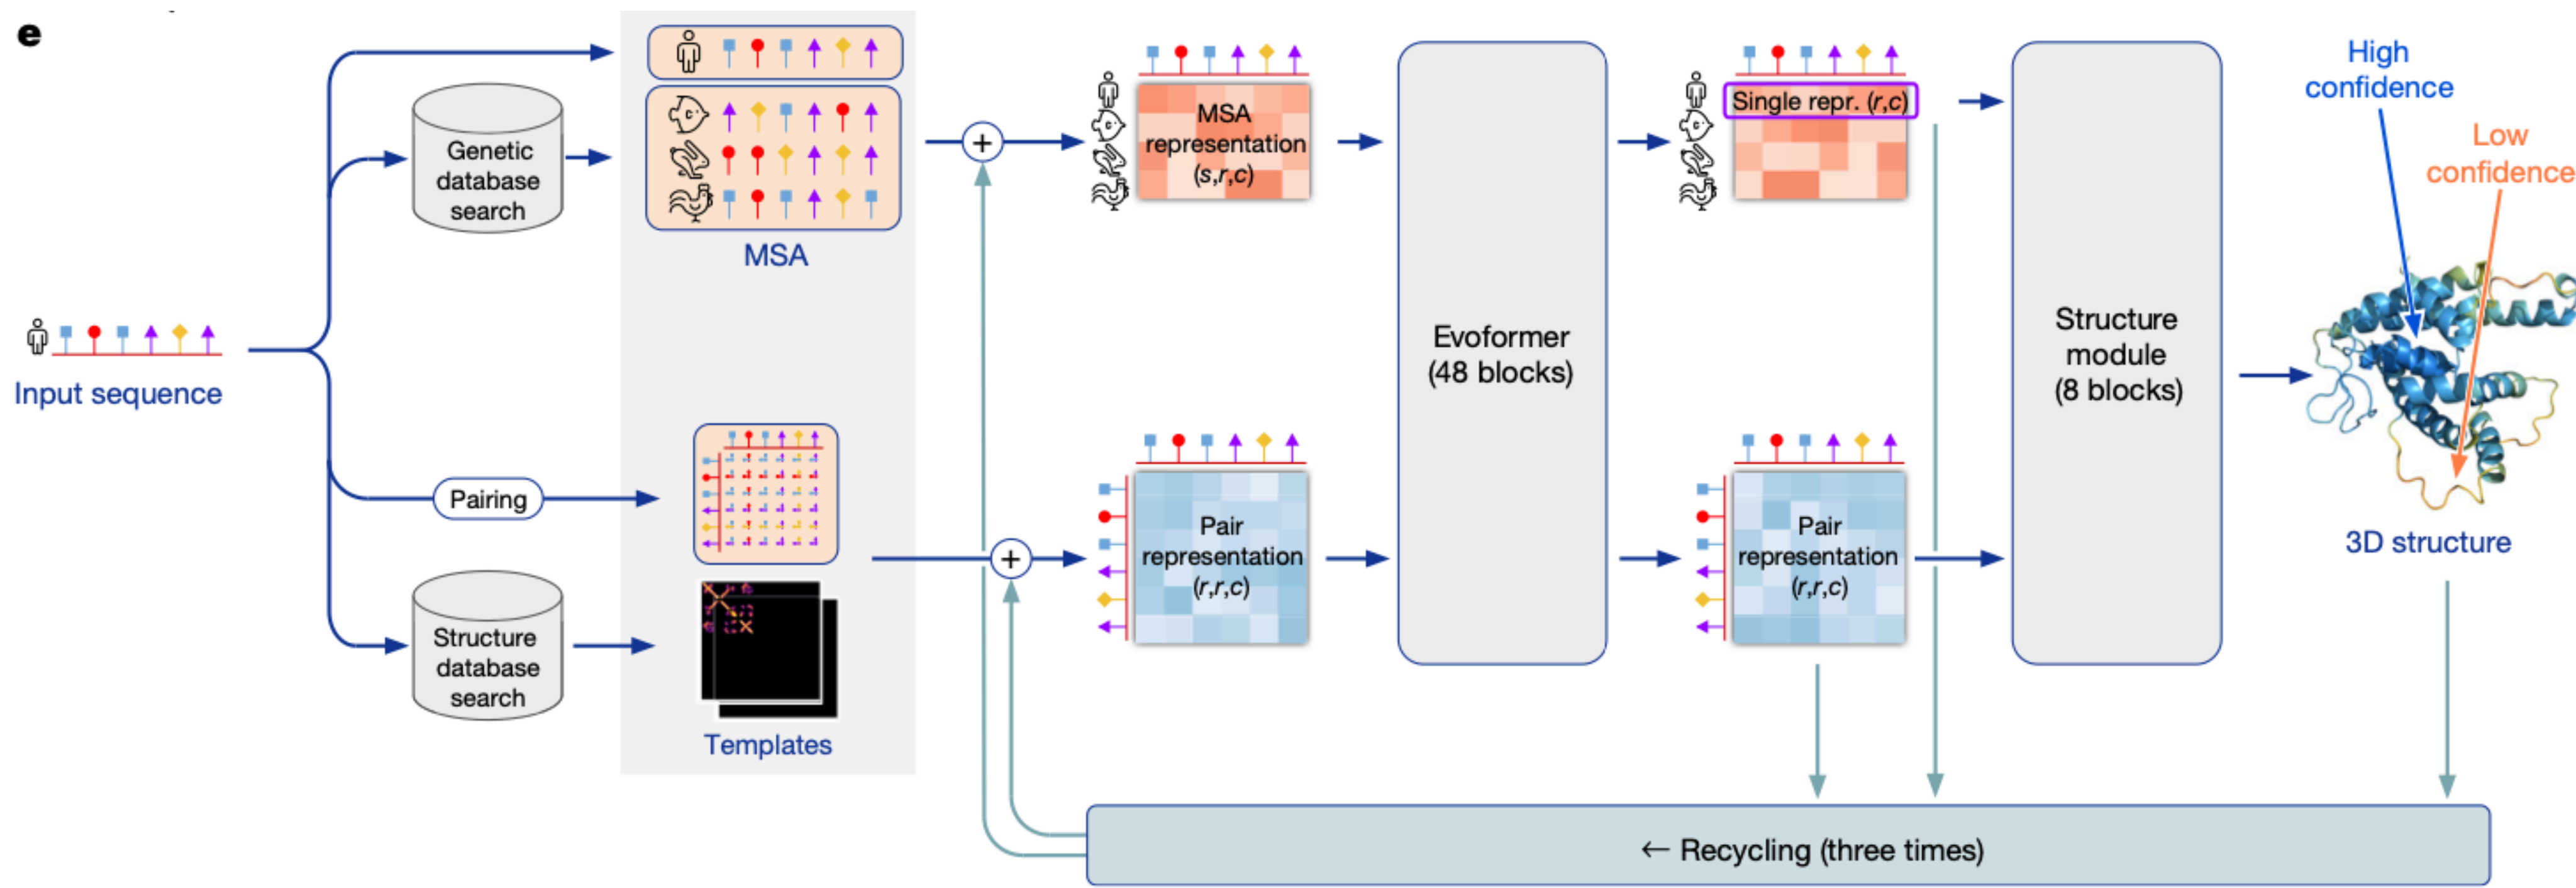 e
Input sequence
Genetic
database
search
Pairing
Structure
database
search
MSA
Templates
+
+
MSA
representation
(s,r,c)
Pair
representation
(r,r,c)
Evoformer
(48 blocks)
Single repr. (r,c)
Pair
representation
(r,r,c)
Structure
module
(8 blocks)
High
confidence
Low
confidence
3D structure
← Recycling (three times)